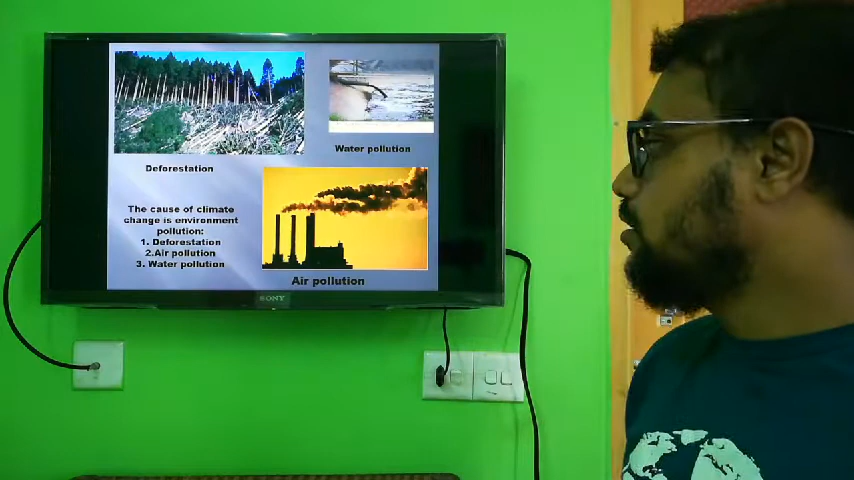 Deforestation
Water pollution
The cause of climate
change is environment
pollution:
1. Deforestation
2.Air pollution
3. Water pollution
Air pollution
SONY